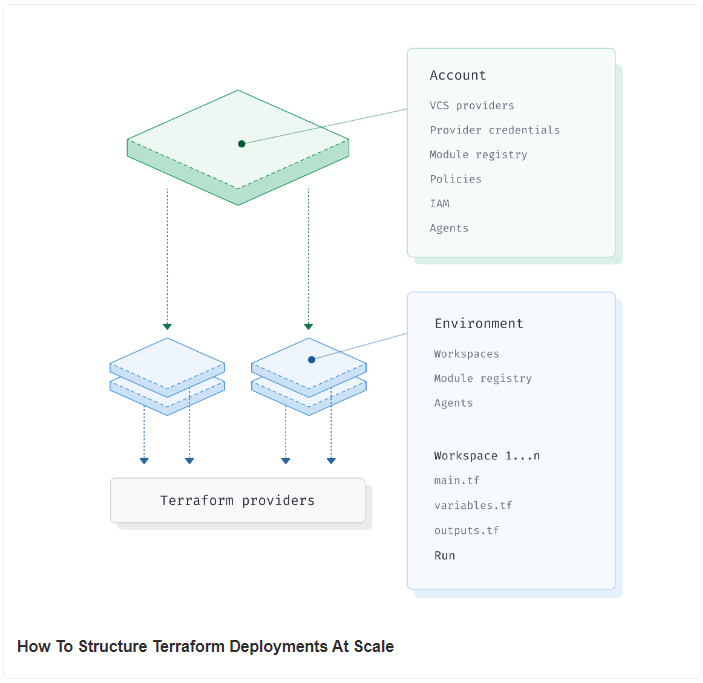 Account
VCS providers
Provider credentials
Module registry
Policies
IAM
Agents
Environment
Workspaces
Module registry
Agents
Workspace 1...n
main.tf
variables.tf
outputs.tf
Run
Terraform providers
How To Structure Terraform Deployments At Scale